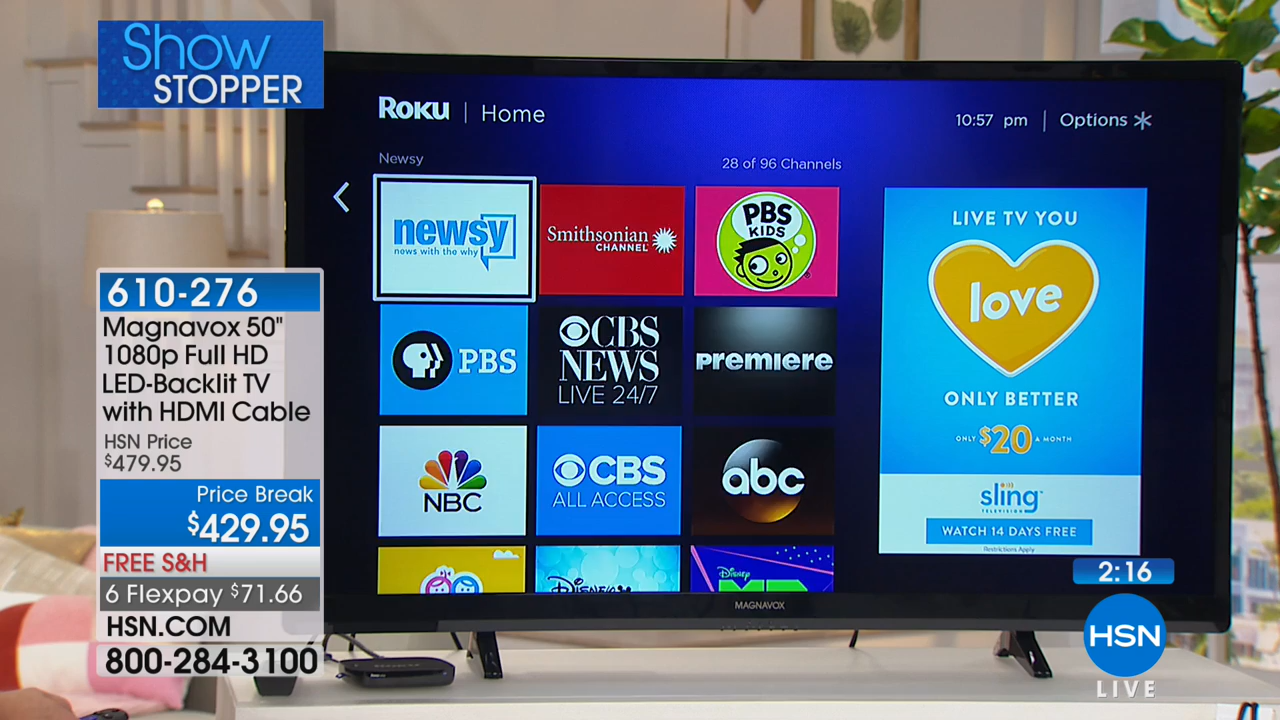 Show
STOPPER
610-276
Magnavox 50"
1080p Full HD
LED-Backlit TV
with HDMI Cable
HSN Price
$479.95
Price Break
$429.95
FREE S&H
6 Flexpay $71.66
HSN.COM
800-284-3100
Roku | Home
10:57 pm | Options
Newsy
28 of 96 Channels
newsy
news with the why
Smithsonian
CHANNEL
PBS
KIDS
PBS
CBS
NEWS
LIVE 24/7
premiere
NBC
CBS
ALL ACCESS
abc
Disney
Disney
XD
LIVE TV YOU
love
ONLY BETTER
ONLY $20 A MONTH
sling
TELEVISION
WATCH 14 DAYS FREE
Restrictions Apply
MAGNAVOX
Roku
2:16
HSN
LIVE